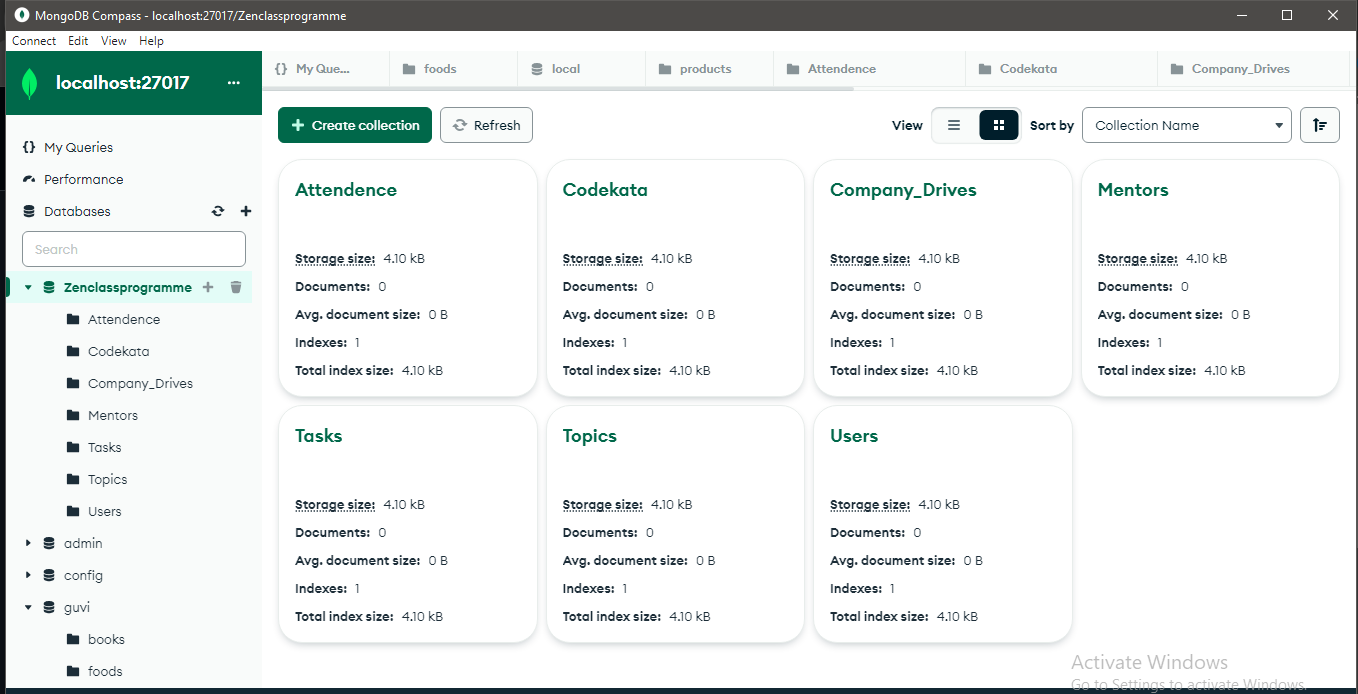 MongoDB Compass - localhost:27017/Zenclassprogramme
Connect Edit View Help
localhost:27017 ...
My Queries
Performance
Databases
Search
Zenclassprogramme
Attendence
Codekata
Company_Drives
Mentors
Tasks
Topics
Users
admin
config
guvi
books
foods
{} My Que... foods local products Attendence Codekata Company_Drives
+ Create collection Refresh View Sort by Collection Name
Attendence
Storage size: 4.10 kB
Documents: 0
Avg. document size: 0 B
Indexes: 1
Total index size: 4.10 kB
Codekata
Storage size: 4.10 kB
Documents: 0
Avg. document size: 0 B
Indexes: 1
Total index size: 4.10 kB
Company_Drives
Storage size: 4.10 kB
Documents: 0
Avg. document size: 0 B
Indexes: 1
Total index size: 4.10 kB
Mentors
Storage size: 4.10 kB
Documents: 0
Avg. document size: 0 B
Indexes: 1
Total index size: 4.10 kB
Tasks
Storage size: 4.10 kB
Documents: 0
Avg. document size: 0 B
Indexes: 1
Total index size: 4.10 kB
Topics
Storage size: 4.10 kB
Documents: 0
Avg. document size: 0 B
Indexes: 1
Total index size: 4.10 kB
Users
Storage size: 4.10 kB
Documents: 0
Avg. document size: 0 B
Indexes: 1
Total index size: 4.10 kB
Activate Windows
Go to Settings to activate Windows.